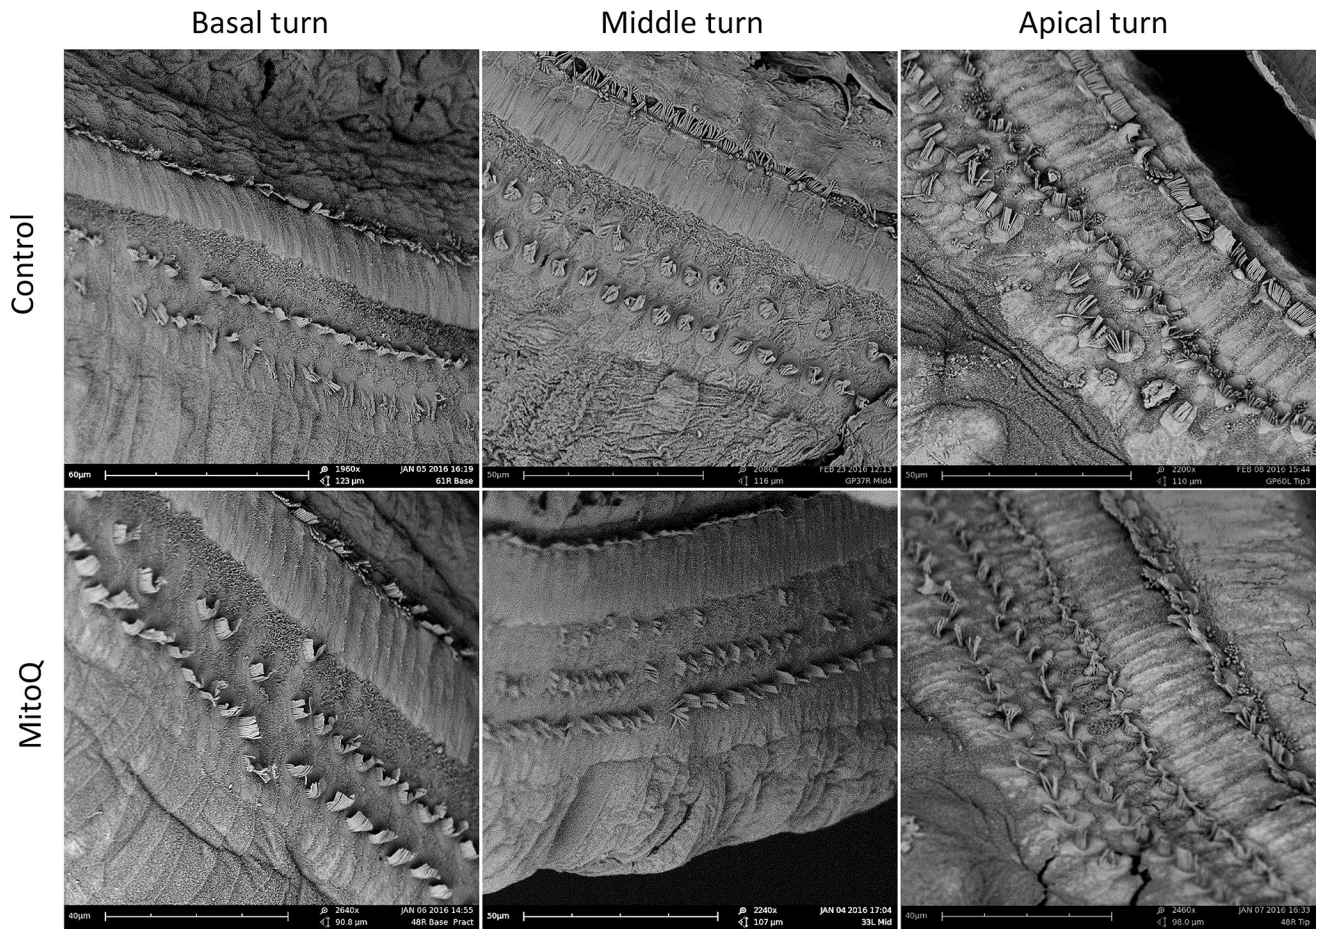 Basal turn
Middle turn
Apical turn
Control
60µm
1960x
JAN 05 2016 16:19
123 µm
61R Base
50µm
2080x
FEB 23 2016 12:13
116 µm
GP37R Mid4
50µm
2200x
FEB 08 2016 15:44
110 µm
GP60L Tip3
MitoQ
40µm
2640x
JAN 06 2016 14:55
90.8 µm
48R Base Pract
50µm
2240x
JAN 04 2016 17:04
107 µm
33L Mid
40µm
2460x
JAN 07 2016 16:33
98.0 µm
48R Tip